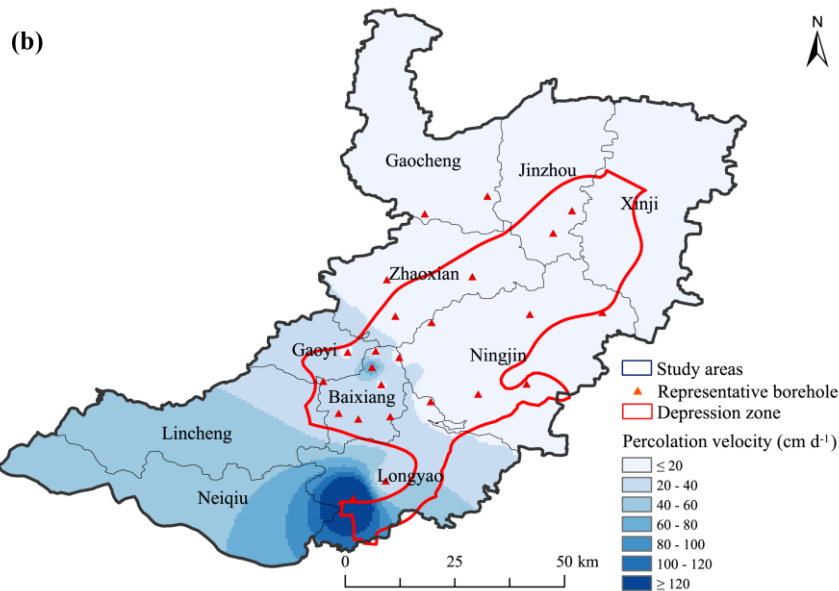 (b)
N
Gaocheng
Jinzhou
Xinji
Zhaoxian
Gaoyi
Ningjin
Baixiang
Lincheng
Longyao
Neiqiu
Study areas
Representative borehole
Depression zone
Percolation velocity (cm d-1)
≤ 20
20 - 40
40 - 60
60 - 80
80 - 100
100 - 120
≥ 120
0 25 50 km